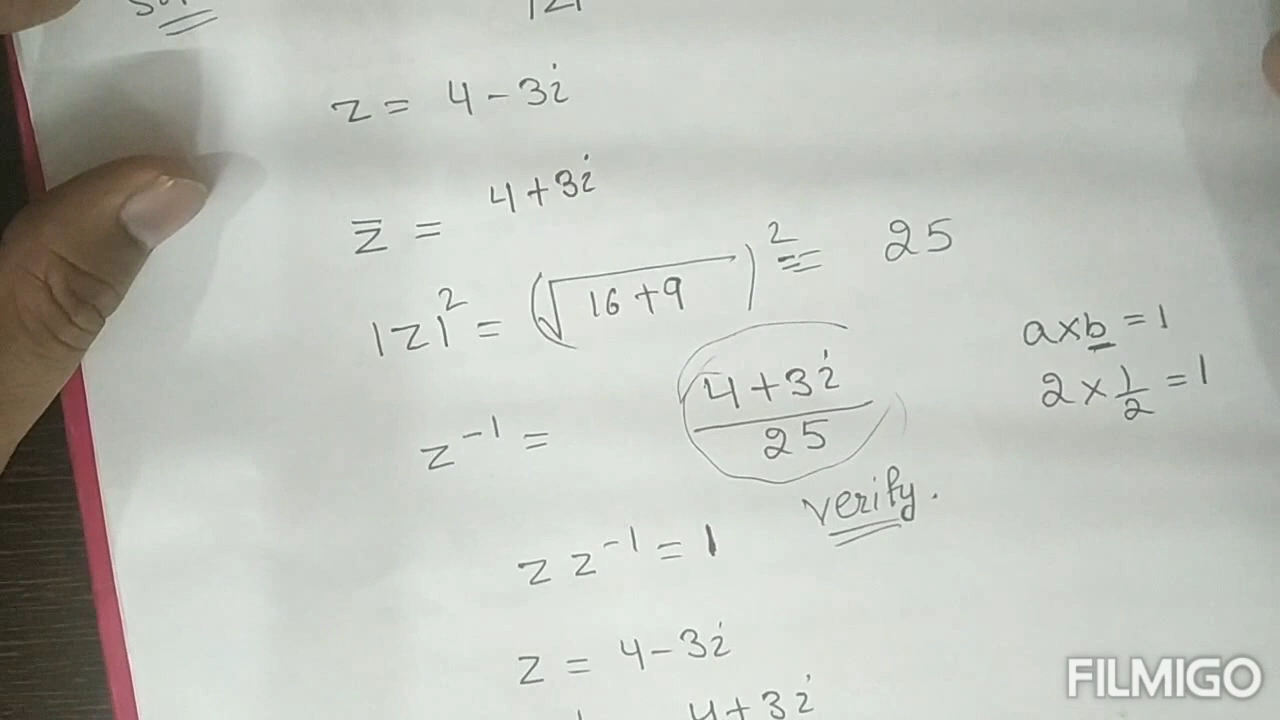 |z|
z = 4 - 3i
z̅ = 4 + 3i
|z|² = (√16 + 9)² = 25
a × b = 1
2 × 1/2 = 1
z⁻¹ = 4 + 3i / 25
verify.
z z⁻¹ = 1
z = 4 - 3i
4 + 3i
FILMIGO